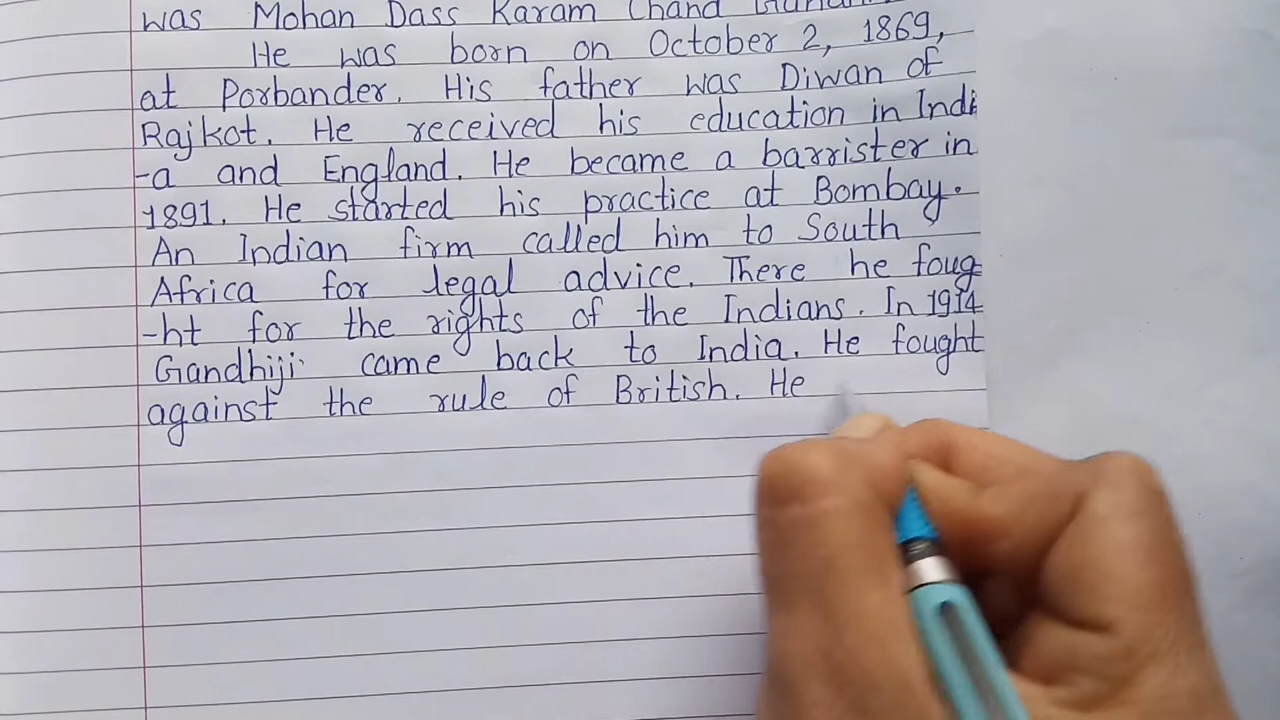 was Mohan Dass Karam Chand Gandhi
He was born on October 2, 1869,
at Porbander. His father was Diwan of
Rajkot. He received his education in Indi
-a and England. He became a barrister in
1891. He started his practice at Bombay.
An Indian firm called him to South
Africa for legal advice. There he foug
-ht for the rights of the Indians. In 1914
Gandhiji came back to India. He fought
against the rule of British. He